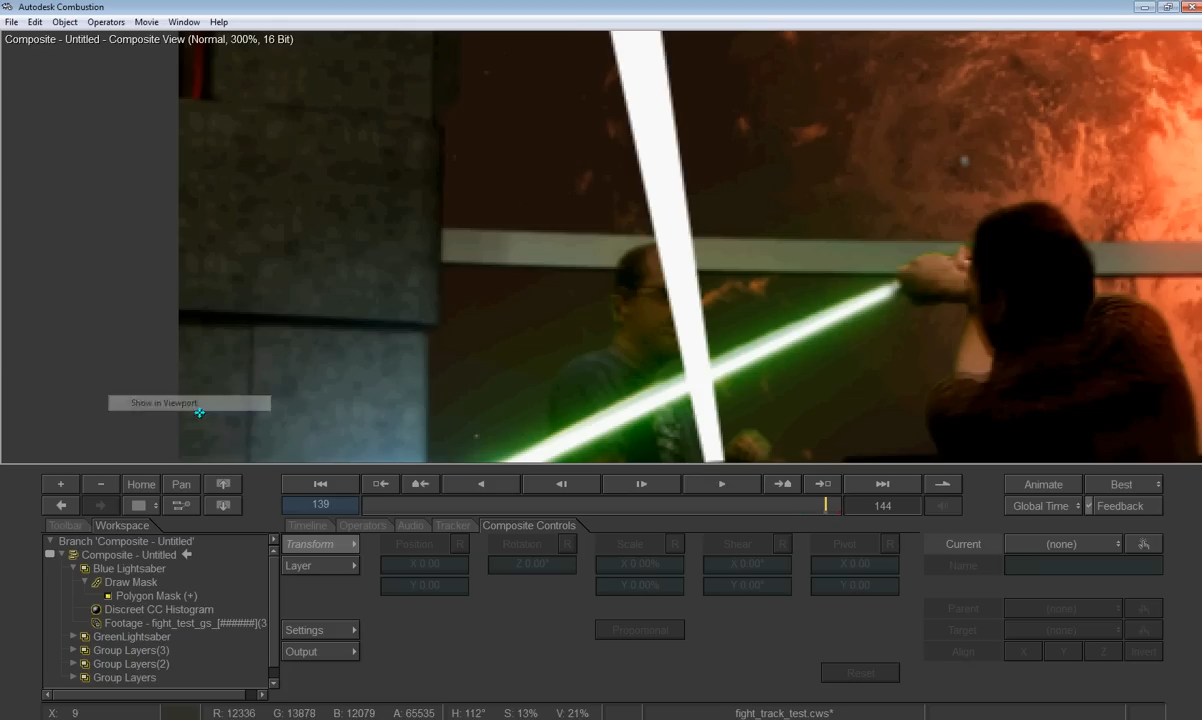 Autodesk Combustion
File Edit Object Operators Movie Window Help
Composite - Untitled - Composite View (Normal, 300%, 16 Bit)
Show in Viewport
+ - Home Pan
Animate Best
139 144
Global Time Feedback
Toolbar Workspace Timeline Operators Audio Tracker Composite Controls
Branch 'Composite - Untitled'
Composite - Untitled
Blue Lightsaber
Draw Mask
Polygon Mask (+)
Discreet CC Histogram
Footage - fight_test_gs_[######](3
GreenLightsaber
Group Layers(3)
Group Layers(2)
Group Layers
Transform Position R Rotation R Scale R Shear R Pivot R
Layer X 0.00 Z 0.00° X 0.00% X 0.00° X 0.00
Y 0.00 Y 0.00% Y 0.00° Y 0.00
Settings Proportional
Output
Reset
Current (none)
Name
Parent (none)
Target (none)
Align X Y Z Invert
X: 9 R: 12336 G: 13878 B: 12079 A: 65535 H: 112° S: 13% V: 21% fight_track_test.cws*